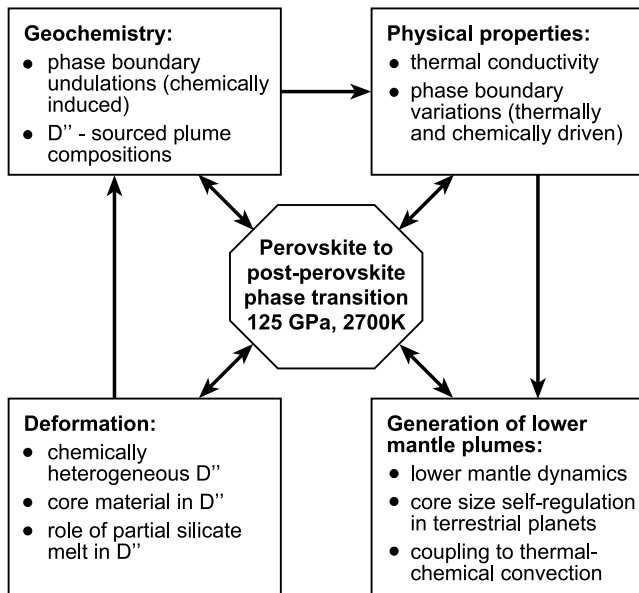 Geochemistry:
● phase boundary
undulations (chemically
induced)
● D'' - sourced plume
compositions
Physical properties:
● thermal conductivity
● phase boundary
variations (thermally
and chemically driven)
Perovskite to
post-perovskite
phase transition
125 GPa, 2700K
Deformation:
● chemically
heterogeneous D''
● core material in D''
● role of partial silicate
melt in D''
Generation of lower
mantle plumes:
● lower mantle dynamics
● core size self-regulation
in terrestrial planets
● coupling to thermal-
chemical convection